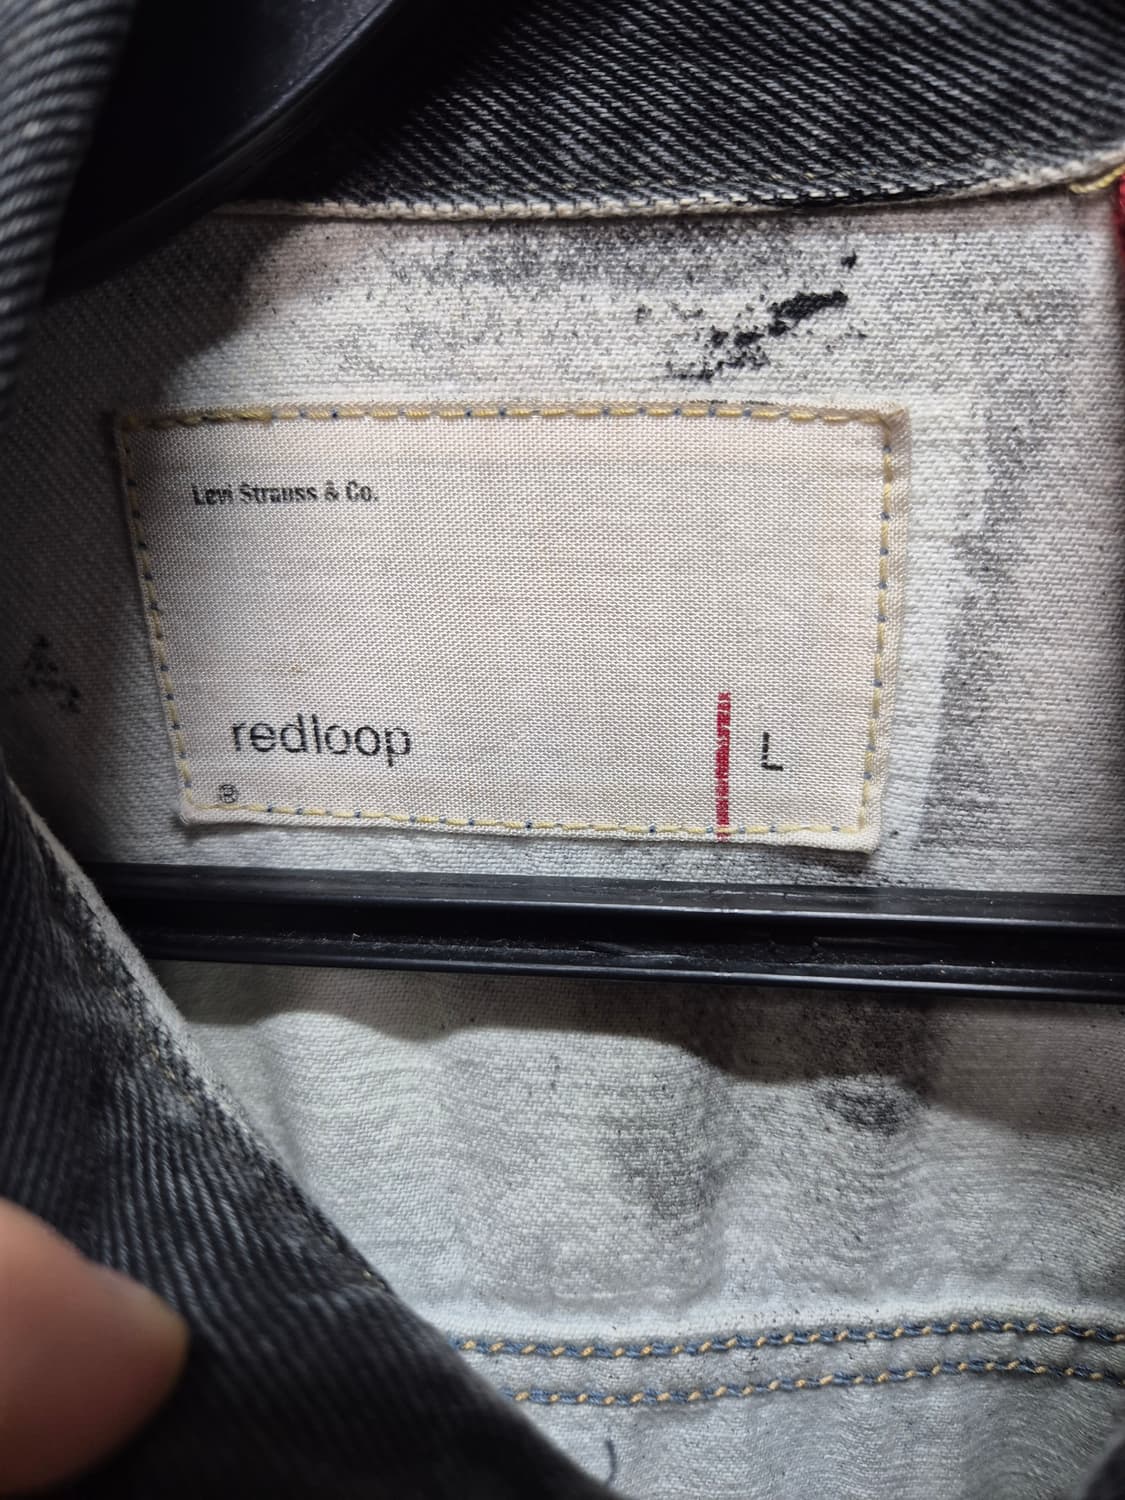 Levi Strauss & Co.
redloop
L
®